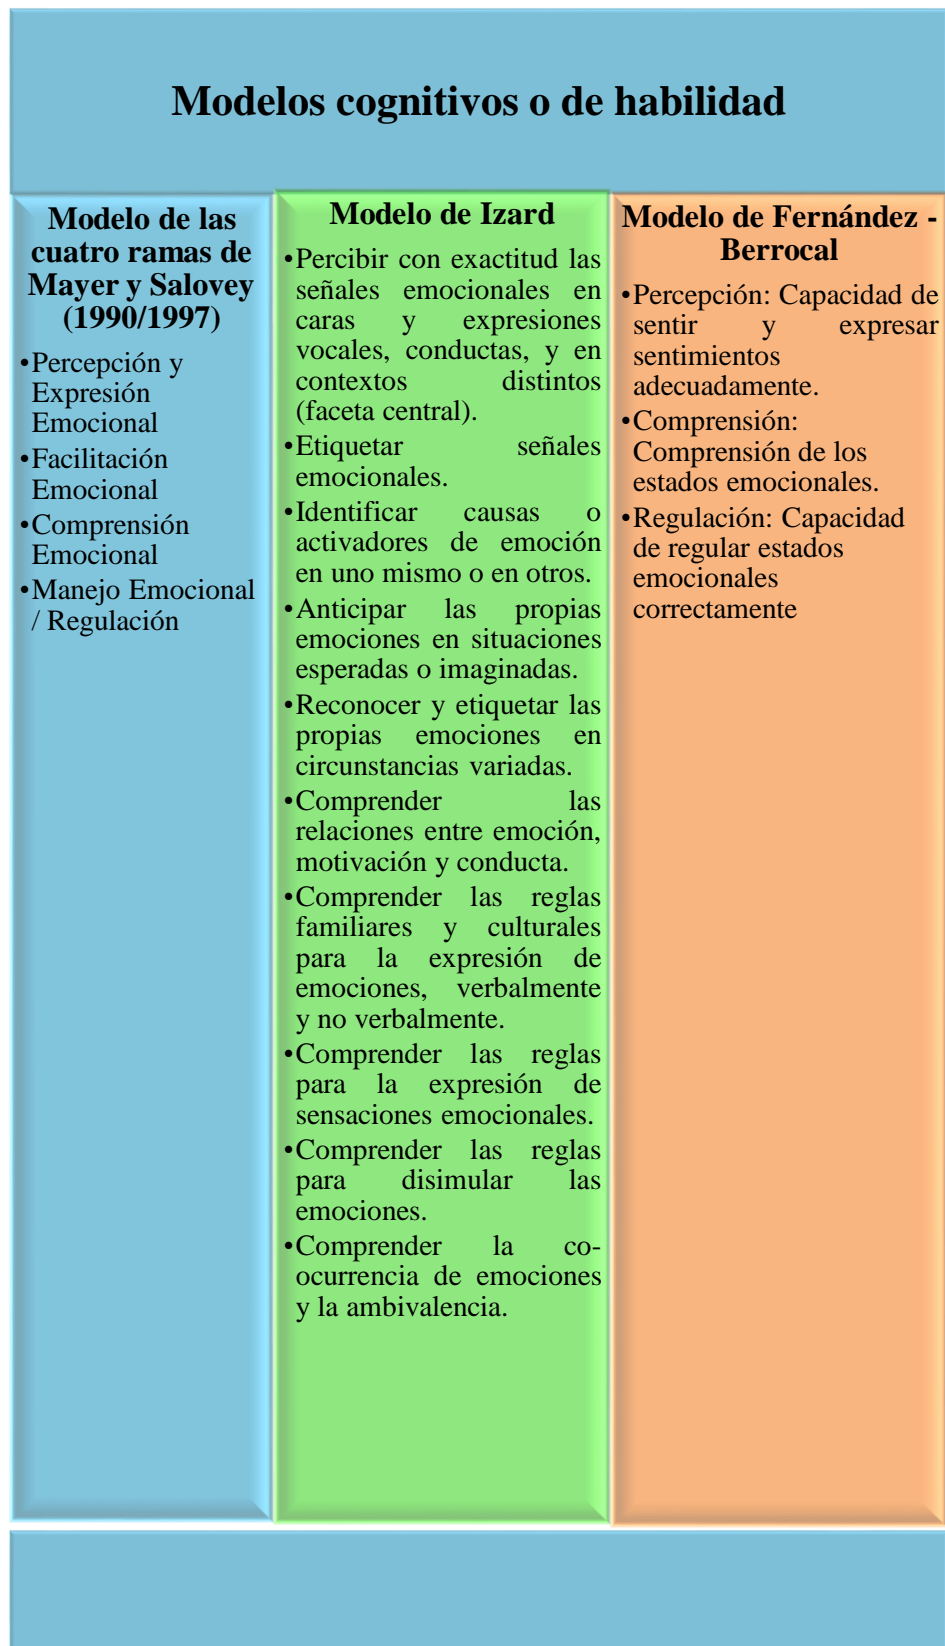 Modelos cognitivos o de habilidad
Modelo de las
cuatro ramas de
Mayer y Salovey
(1990/1997)
•Percepción y
Expresión
Emocional
•Facilitación
Emocional
•Comprensión
Emocional
•Manejo Emocional
/ Regulación
Modelo de Izard
•Percibir con exactitud las
señales emocionales en
caras y expresiones
vocales, conductas, y en
contextos distintos
(faceta central).
•Etiquetar señales
emocionales.
•Identificar causas o
activadores de emoción
en uno mismo o en otros.
•Anticipar las propias
emociones en situaciones
esperadas o imaginadas.
•Reconocer y etiquetar las
propias emociones en
circunstancias variadas.
•Comprender las
relaciones entre emoción,
motivación y conducta.
•Comprender las reglas
familiares y culturales
para la expresión de
emociones, verbalmente
y no verbalmente.
•Comprender las reglas
para la expresión de
sensaciones emocionales.
•Comprender las reglas
para disimular las
emociones.
•Comprender la co-
ocurrencia de emociones
y la ambivalencia.
Modelo de Fernández -
Berrocal
•Percepción: Capacidad de
sentir y expresar
sentimientos
adecuadamente.
•Comprensión:
Comprensión de los
estados emocionales.
•Regulación: Capacidad
de regular estados
emocionales
correctamente